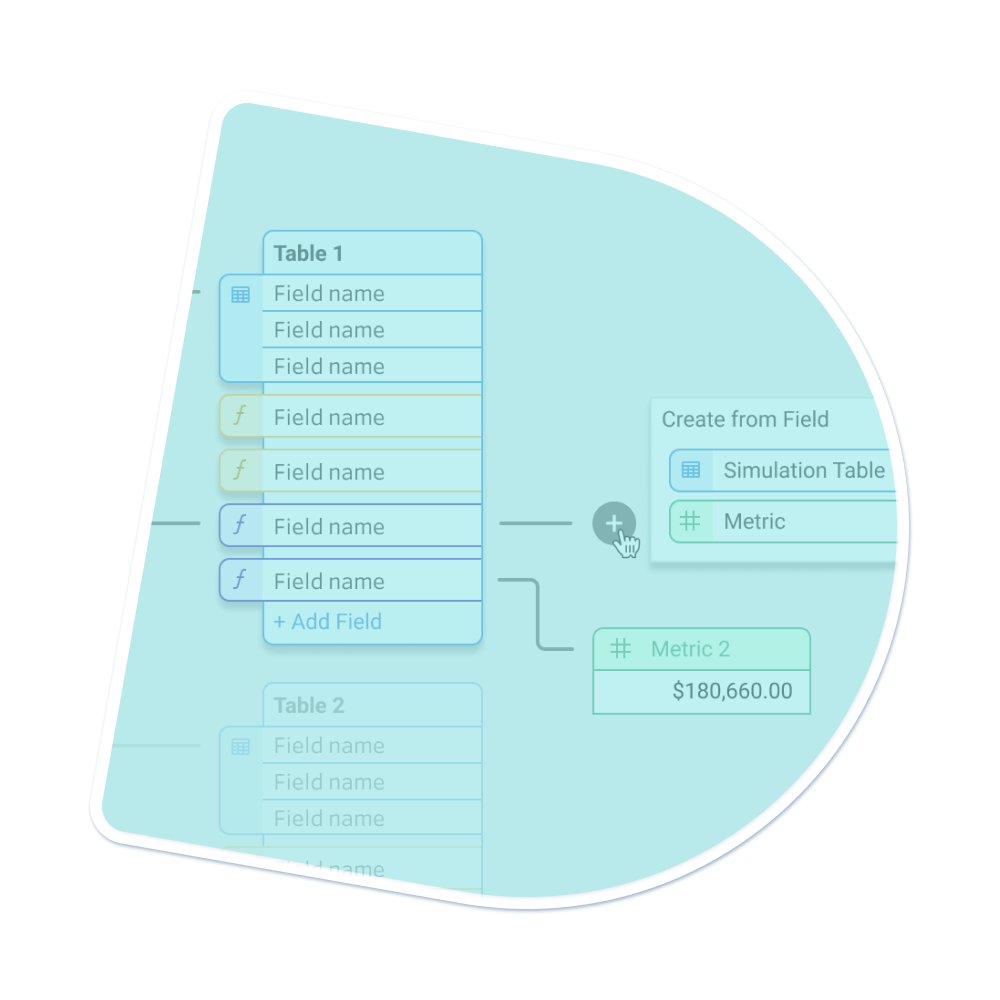 Table 1
Field name
Field name
Field name
ƒ Field name
ƒ Field name
ƒ Field name
ƒ Field name
+ Add Field
Create from Field
Simulation Table
# Metric
+
# Metric 2
$180,660.00
Table 2
Field name
Field name
Field name
name